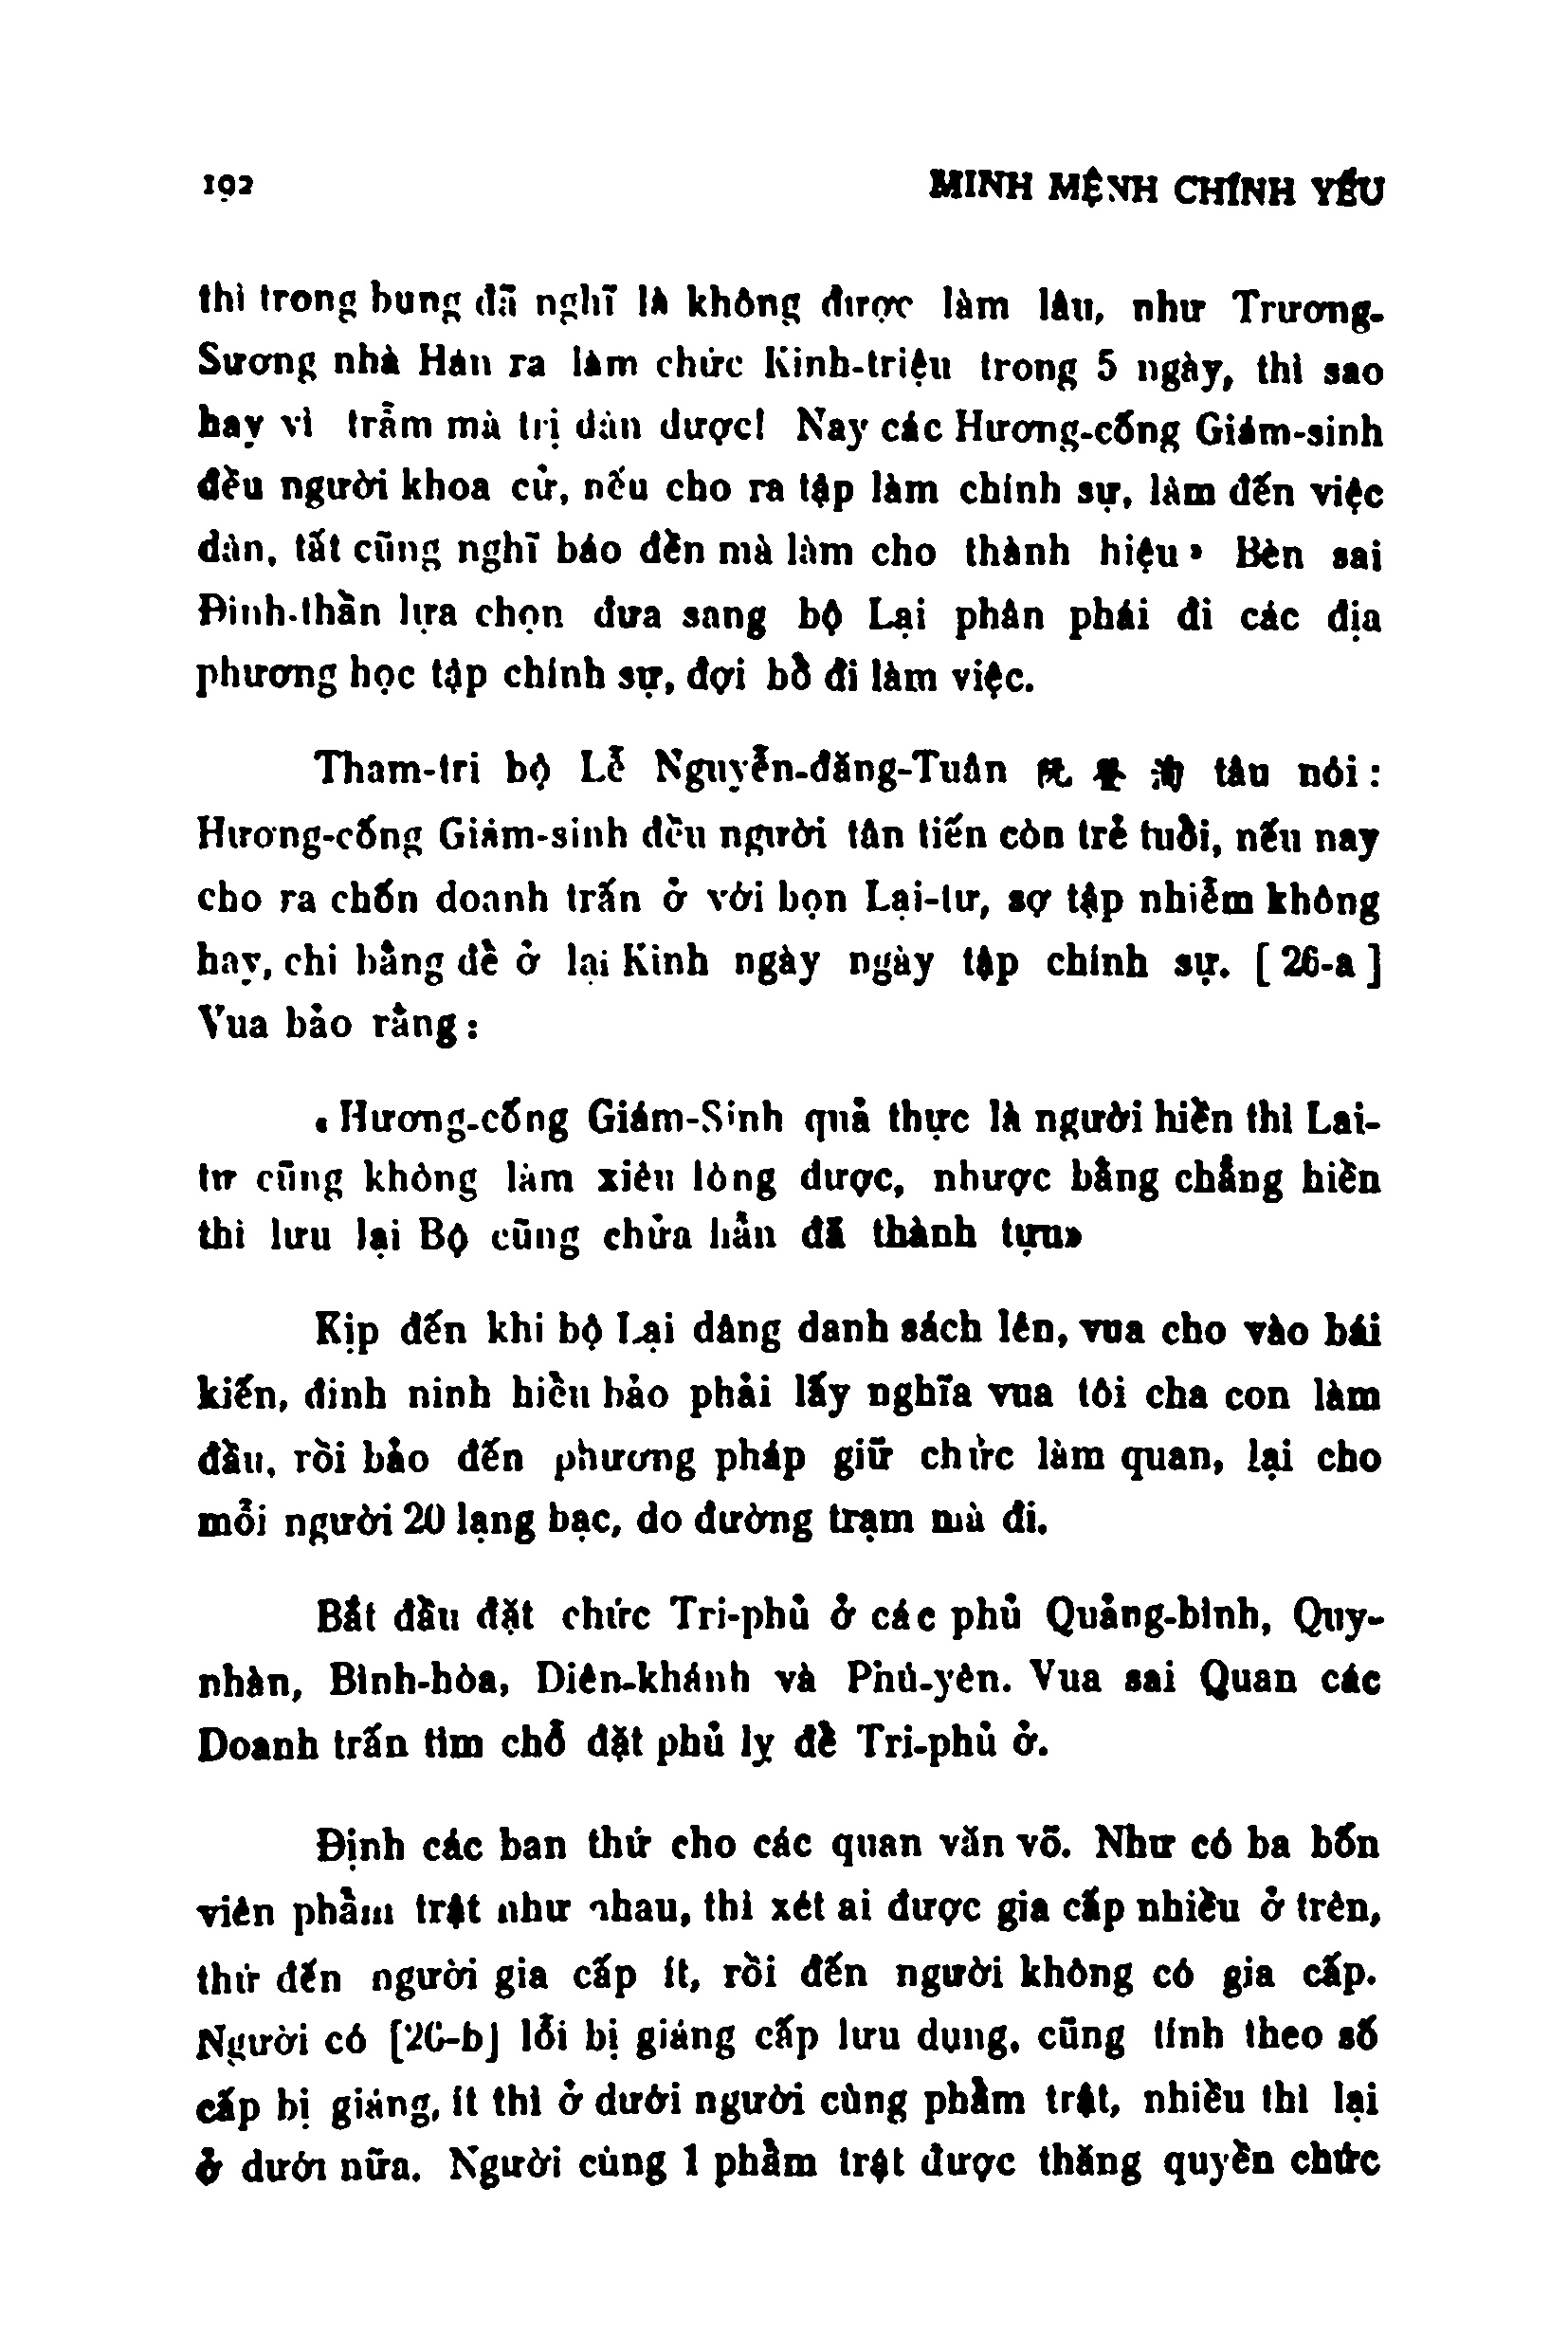 192
MINH MỆNH CHÍNH YẾU
thì trong bụng đã nghĩ là không được làm lâu, như Trương-
Sương nhà Hán ra làm chức Kinh-triệu trong 5 ngày, thì sao
hay vì trẫm mà trị dân được! Nay các Hương-cống Giám-sinh
đều người khoa cử, nếu cho ra tập làm chính sự, làm đến việc
dân, tất cũng nghĩ báo đền mà làm cho thành hiệu» Bèn sai
Đình-thần lựa chọn đưa sang bộ Lại phân phái đi các địa
phương học tập chính sự, đợi bổ đi làm việc.
Tham-tri bộ Lễ Nguyễn-đăng-Tuân 阮 登 洵 tâu nói:
Hương-cống Giám-sinh đều người tân tiến còn trẻ tuổi, nếu nay
cho ra chốn doanh trấn ở với bọn Lại-tư, sợ tập nhiễm không
hay, chi bằng để ở lại Kinh ngày ngày tập chính sự. [26-a]
Vua bảo rằng:
«Hương-cống Giám-Sinh quả thực là người hiền thì Lai-
tư cũng không làm xiêu lòng được, nhược bằng chẳng hiền
thì lưu lại Bộ cũng chửa hẳn đã thành tựu»
Kịp đến khi bộ Lại dâng danh sách lên, vua cho vào bái
kiến, đinh ninh hiểu bảo phải lấy nghĩa vua tôi cha con làm
đầu, rồi bảo đến phương pháp giữ chức làm quan, lại cho
mỗi người 20 lạng bạc, do đường trạm mà đi.
Bắt đầu đặt chức Tri-phủ ở các phủ Quảng-bình, Quy-
nhàn, Bình-hòa, Diên-khánh và Phú-yên. Vua sai Quan các
Doanh trấn tìm chỗ đặt phủ lỵ để Tri-phủ ở.
Định các ban thứ cho các quan văn võ. Như có ba bốn
viên phẩm trật như nhau, thì xét ai được gia cấp nhiều ở trên,
thứ đến người gia cấp ít, rồi đến người không có gia cấp.
Người có [26-b] lỗi bị giáng cấp lưu dụng, cũng tính theo số
cấp bị giáng, ít thì ở dưới người cùng phẩm trật, nhiều thì lại
ở dưới nữa. Người cùng 1 phẩm trật được thăng quyền chức